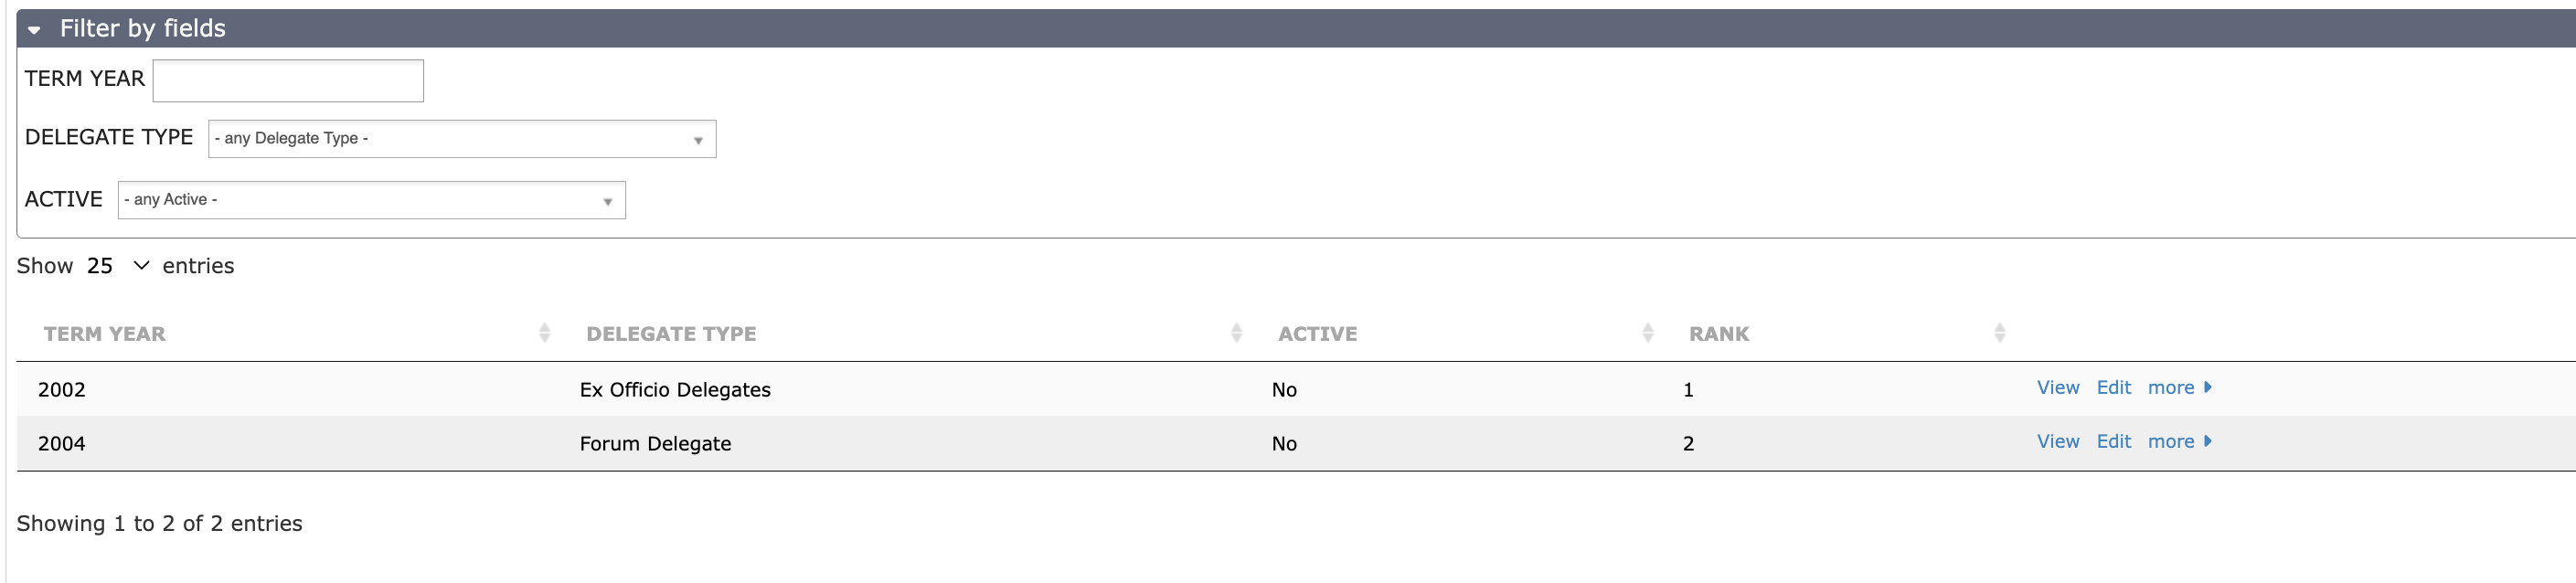 Filter by fields
TERM YEAR
DELEGATE TYPE - any Delegate Type -
ACTIVE - any Active -
Show 25 entries
TERM YEAR DELEGATE TYPE ACTIVE RANK
2002 Ex Officio Delegates No 1 View Edit more
2004 Forum Delegate No 2 View Edit more
Showing 1 to 2 of 2 entries